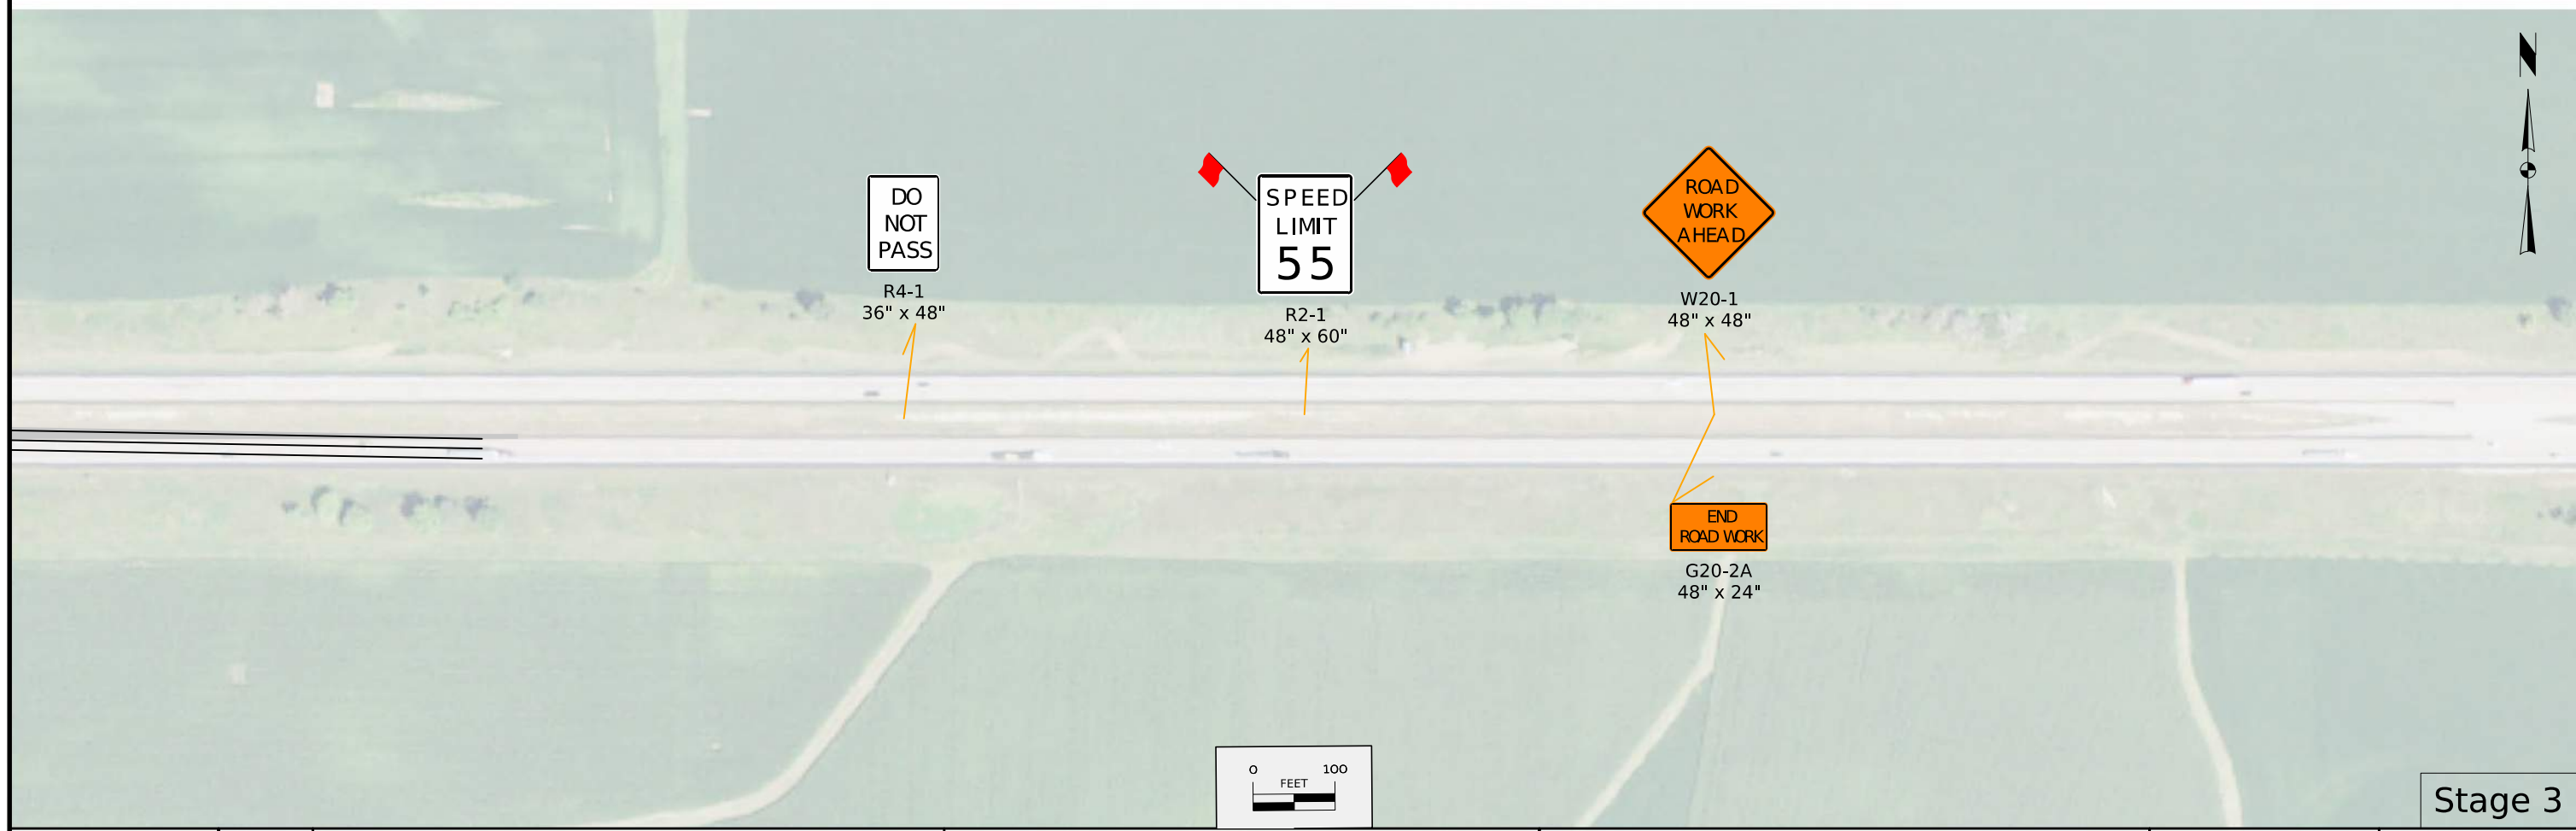 N
DO
NOT
PASS
R4-1
36" x 48"
SPEED
LIMIT
55
R2-1
48" x 60"
ROAD
WORK
AHEAD
W20-1
48" x 48"
END
ROAD WORK
G20-2A
48" x 24"
0 100
FEET
Stage 3